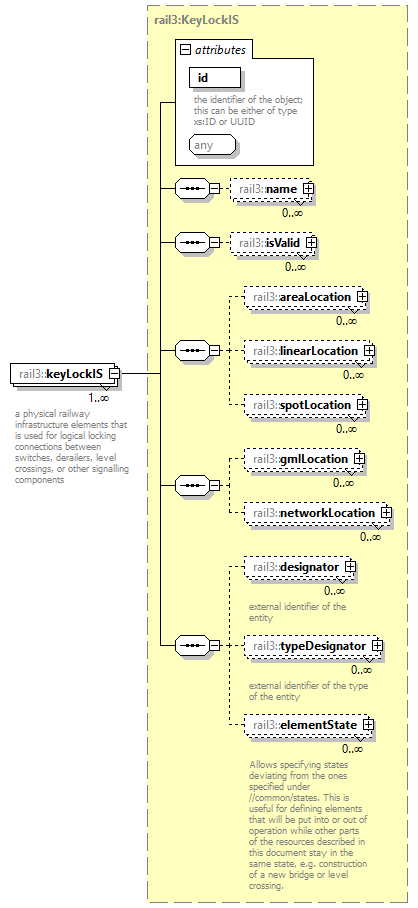 rail3:KeyLockIS
attributes
id
the identifier of the object;
this can be either of type
xs:ID or UUID
any
rail3::name
0..∞
rail3::isValid
0..∞
rail3::areaLocation
0..∞
rail3::linearLocation
0..∞
rail3::keyLockIS
1..∞
a physical railway
infrastructure elements that
is used for logical locking
connections between
switches, derailers, level
crossings, or other signalling
components
rail3::spotLocation
0..∞
rail3::gmlLocation
0..∞
rail3::networkLocation
0..∞
rail3::designator
0..∞
external identifier of the
entity
rail3::typeDesignator
0..∞
external identifier of the type
of the entity
rail3::elementState
0..∞
Allows specifying states
deviating from the ones
specified under
//common/states. This is
useful for defining elements
that will be put into or out of
operation while other parts
of the resources described in
this document stay in the
same state, e.g. construction
of a new bridge or level
crossing.